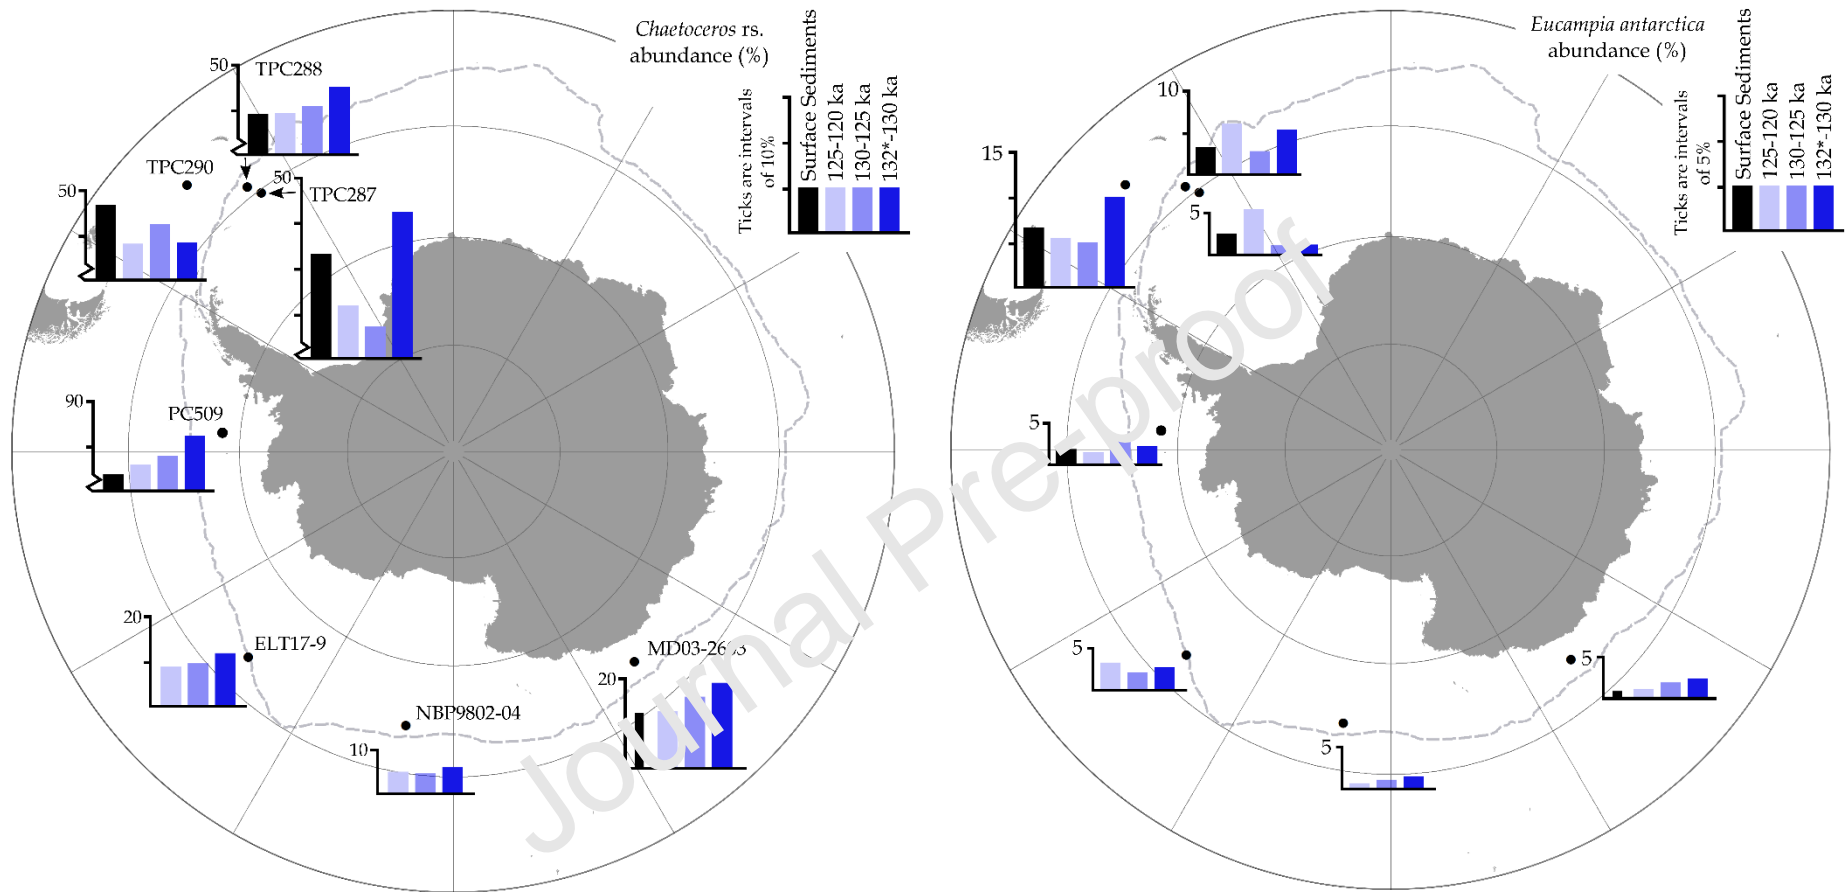 Chaetoceros rs.
abundance (%)
Ticks are intervals
of 10%
Surface Sediments
125-120 ka
130-125 ka
132*-130 ka
50
TPC288
TPC290
50
50
TPC287
90
PC509
20
ELT17-9
10
NBP9802-04
20
Eucampia antarctica
abundance (%)
Ticks are intervals
of 5%
Surface Sediments
125-120 ka
130-125 ka
132*-130 ka
10
15
5
5
5
5
5
Journal Pre-proof